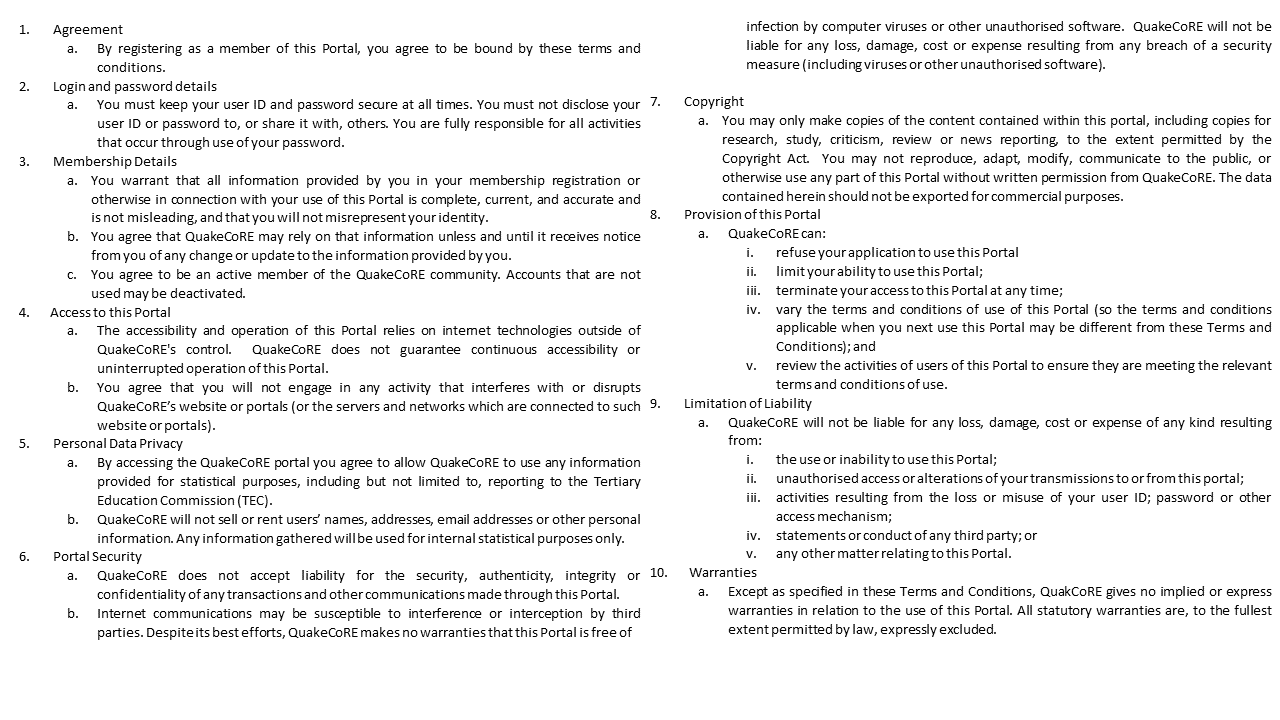 1. Agreement
a. By registering as a member of this Portal, you agree to be bound by these terms and
conditions.
2. Login and password details
a. You must keep your user ID and password secure at all times. You must not disclose your
user ID or password to, or share it with, others. You are fully responsible for all activities
that occur through use of your password.
3. Membership Details
a. You warrant that all information provided by you in your membership registration or
otherwise in connection with your use of this Portal is complete, current, and accurate and
is not misleading, and that you will not misrepresent your identity.
b. You agree that QuakeCoRE may rely on that information unless and until it receives notice
from you of any change or update to the information provided by you.
c. You agree to be an active member of the QuakeCoRE community. Accounts that are not
used may be deactivated.
4. Access to this Portal
a. The accessibility and operation of this Portal relies on internet technologies outside of
QuakeCoRE's control. QuakeCoRE does not guarantee continuous accessibility or
uninterrupted operation of this Portal.
b. You agree that you will not engage in any activity that interferes with or disrupts
QuakeCoRE’s website or portals (or the servers and networks which are connected to such
website or portals).
5. Personal Data Privacy
a. By accessing the QuakeCoRE portal you agree to allow QuakeCoRE to use any information
provided for statistical purposes, including but not limited to, reporting to the Tertiary
Education Commission (TEC).
b. QuakeCoRE will not sell or rent users’ names, addresses, email addresses or other personal
information. Any information gathered will be used for internal statistical purposes only.
6. Portal Security
a. QuakeCoRE does not accept liability for the security, authenticity, integrity or
confidentiality of any transactions and other communications made through this Portal.
b. Internet communications may be susceptible to interference or interception by third
parties. Despite its best efforts, QuakeCoRE makes no warranties that this Portal is free of
infection by computer viruses or other unauthorised software. QuakeCoRE will not be
liable for any loss, damage, cost or expense resulting from any breach of a security
measure (including viruses or other unauthorised software).
7. Copyright
a. You may only make copies of the content contained within this portal, including copies for
research, study, criticism, review or news reporting, to the extent permitted by the
Copyright Act. You may not reproduce, adapt, modify, communicate to the public, or
otherwise use any part of this Portal without written permission from QuakeCoRE. The data
contained herein should not be exported for commercial purposes.
8. Provision of this Portal
a. QuakeCoRE can:
i. refuse your application to use this Portal
ii. limit your ability to use this Portal;
iii. terminate your access to this Portal at any time;
iv. vary the terms and conditions of use of this Portal (so the terms and conditions
applicable when you next use this Portal may be different from these Terms and
Conditions); and
v. review the activities of users of this Portal to ensure they are meeting the relevant
terms and conditions of use.
9. Limitation of Liability
a. QuakeCoRE will not be liable for any loss, damage, cost or expense of any kind resulting
from:
i. the use or inability to use this Portal;
ii. unauthorised access or alterations of your transmissions to or from this portal;
iii. activities resulting from the loss or misuse of your user ID; password or other
access mechanism;
iv. statements or conduct of any third party; or
v. any other matter relating to this Portal.
10. Warranties
a. Except as specified in these Terms and Conditions, QuakCoRE gives no implied or express
warranties in relation to the use of this Portal. All statutory warranties are, to the fullest
extent permitted by law, expressly excluded.